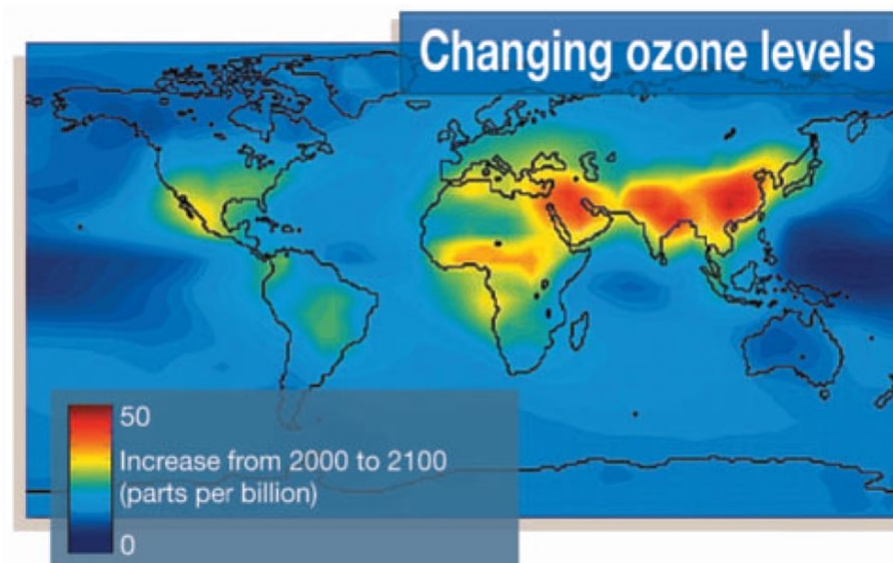 Changing ozone levels
50
Increase from 2000 to 2100
(parts per billion)
0